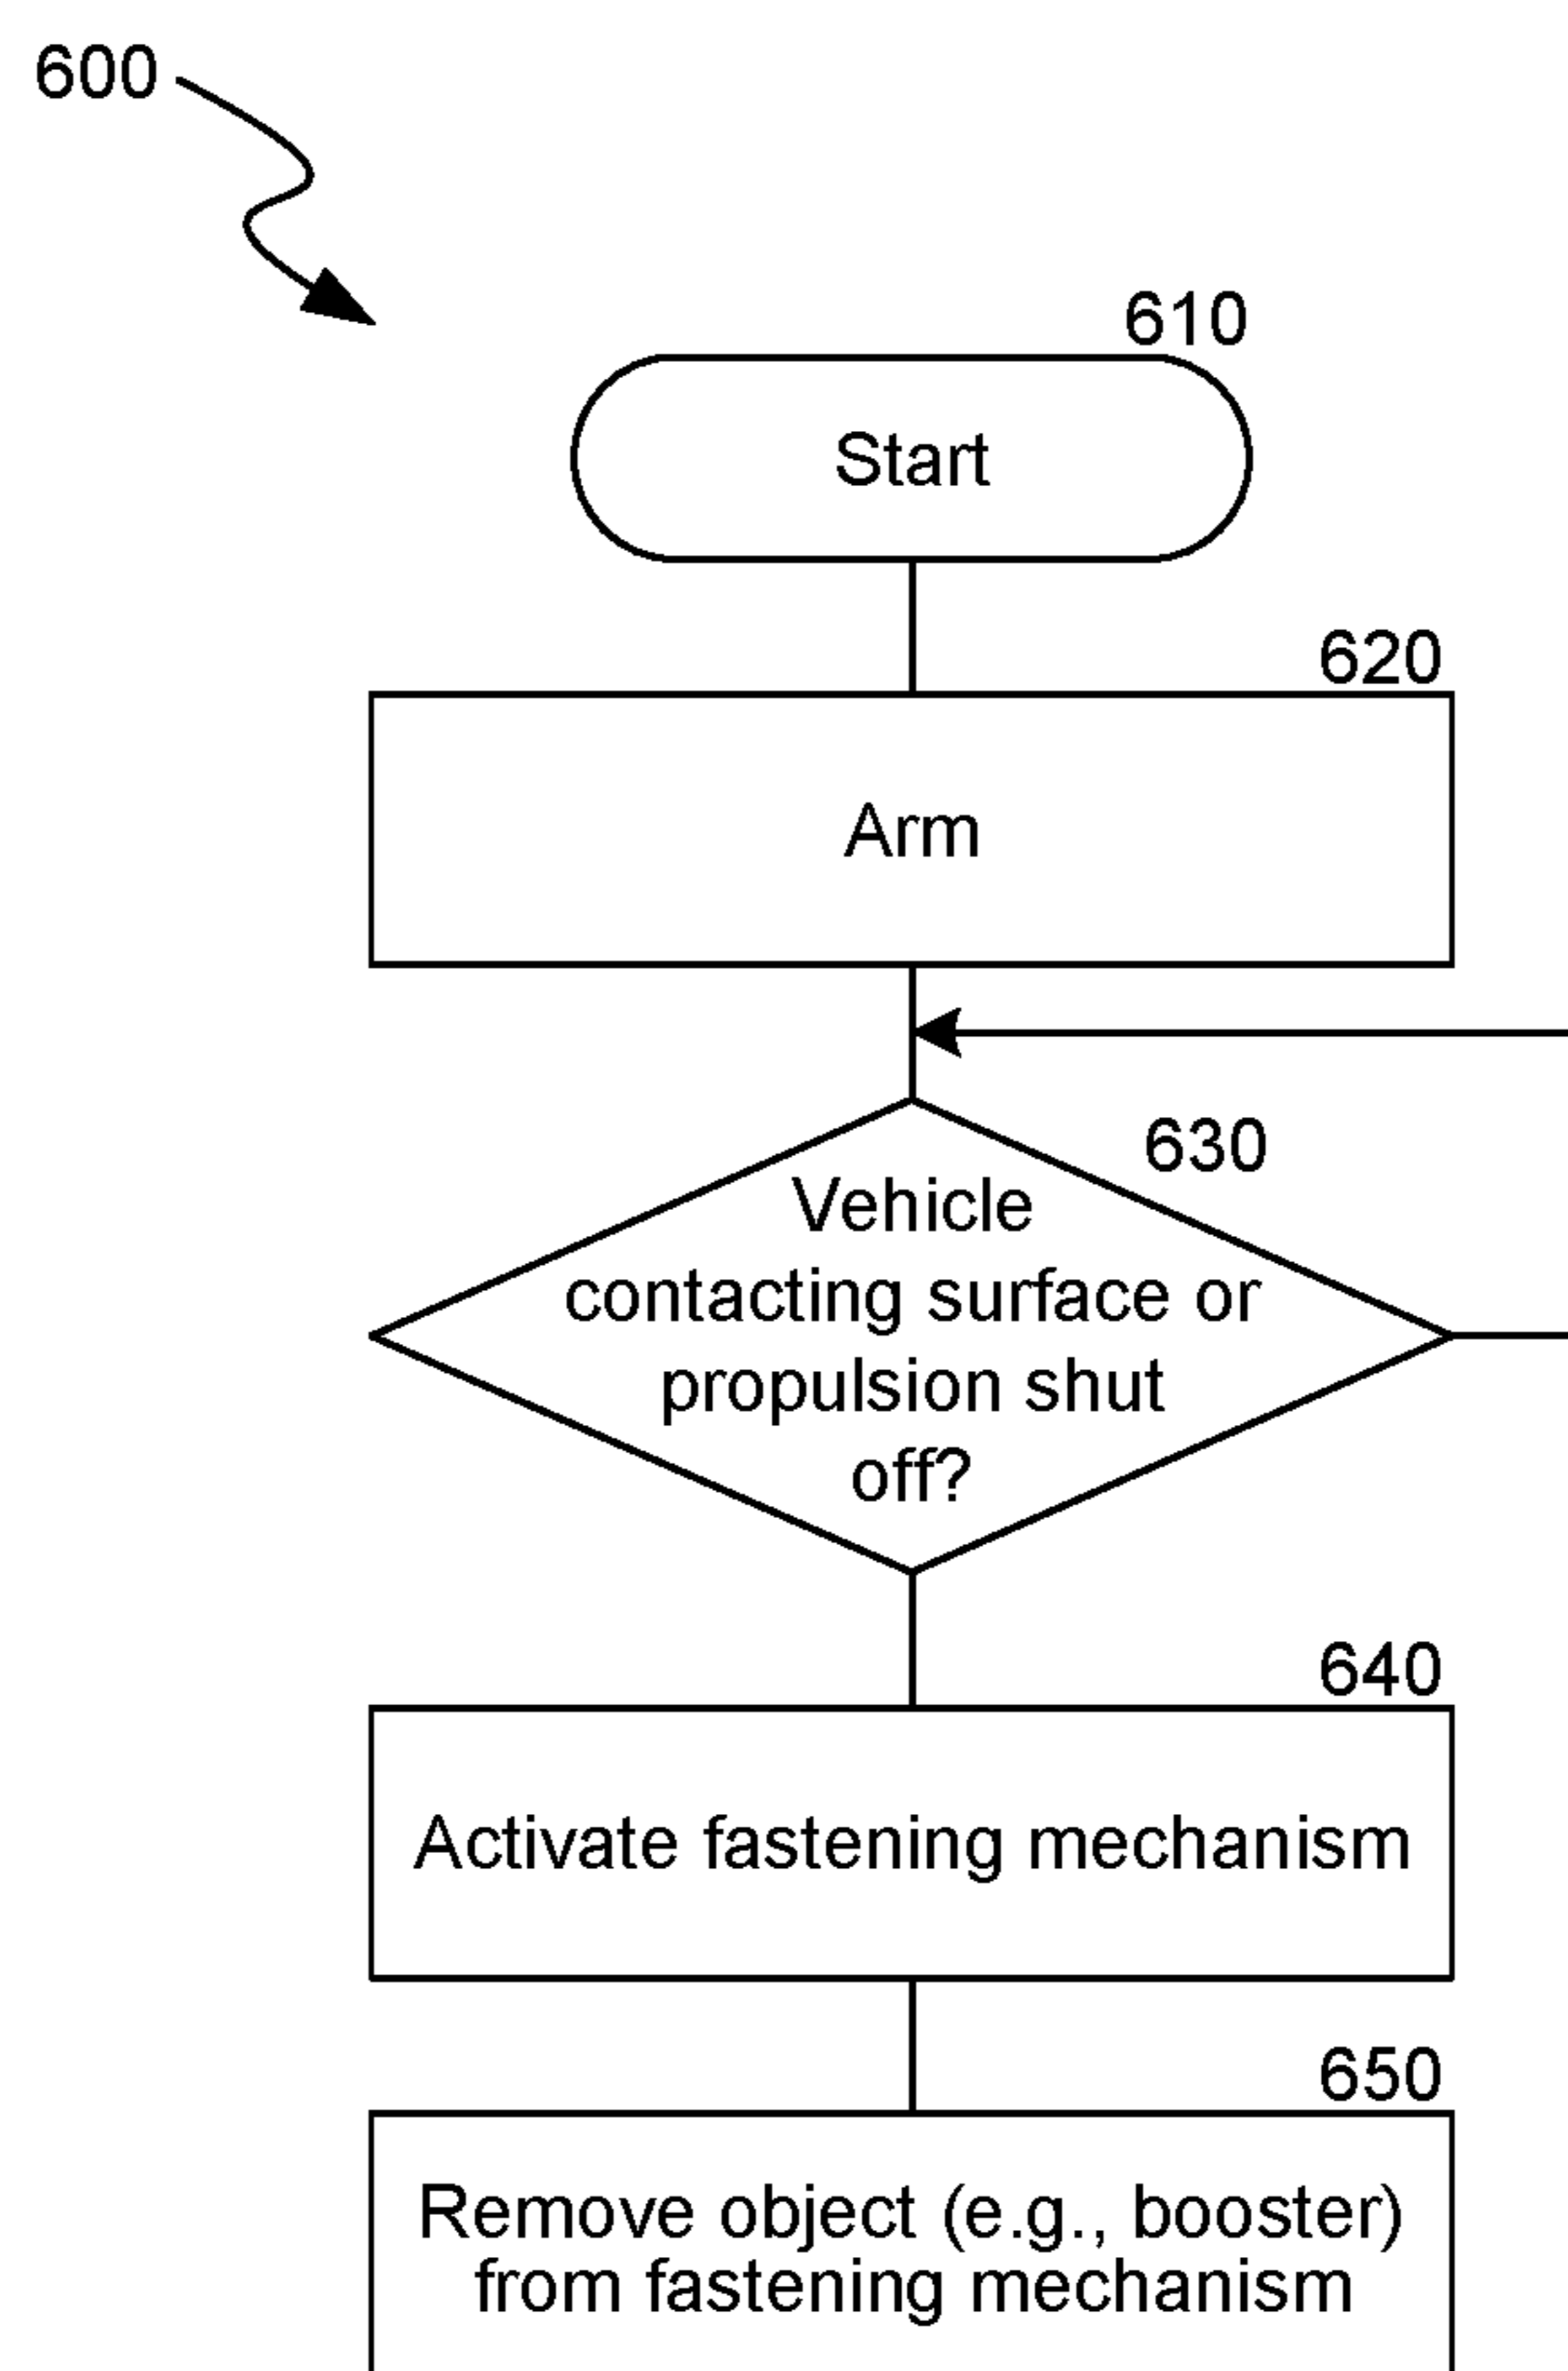 600
610
Start
620
Arm
630
Vehicle
contacting surface or
propulsion shut
off?
640
Activate fastening mechanism
650
Remove object (e.g., booster)
from fastening mechanism